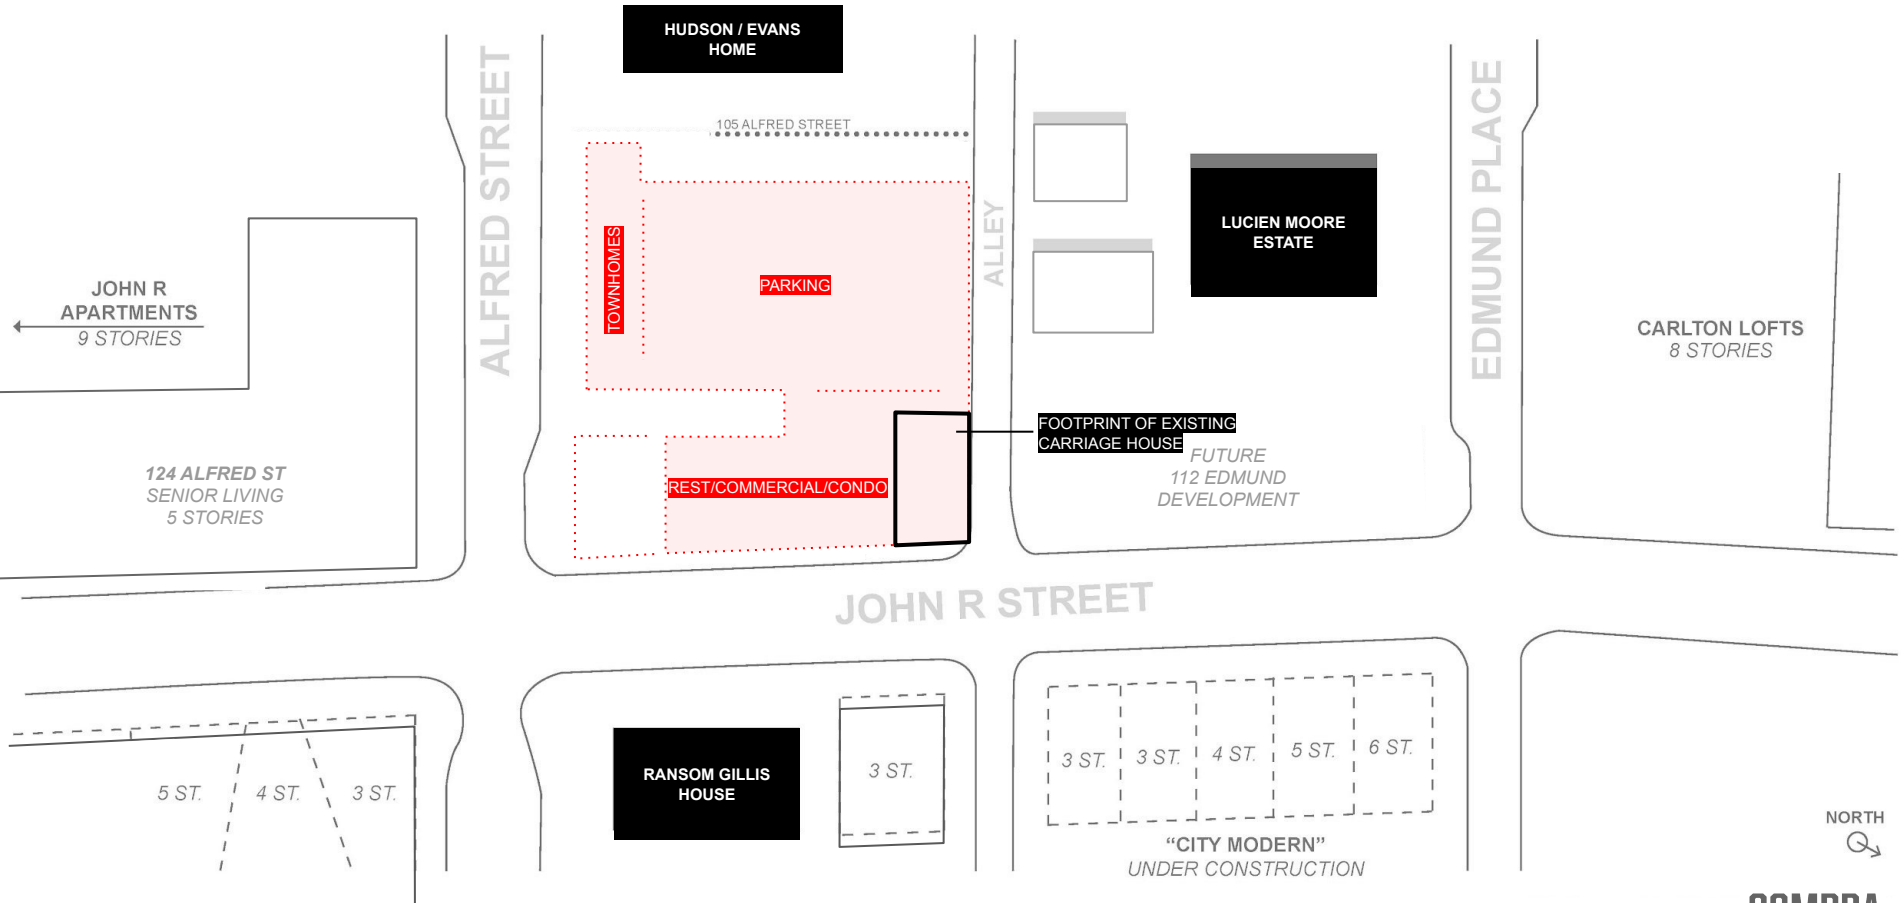 HUDSON / EVANS
HOME
ALFRED STREET
105 ALFRED STREET
EDMUND PLACE
ALLEY
LUCIEN MOORE
ESTATE
TOWNHOMES
PARKING
JOHN R
APARTMENTS
9 STORIES
CARLTON LOFTS
8 STORIES
FOOTPRINT OF EXISTING
CARRIAGE HOUSE
FUTURE
112 EDMUND
DEVELOPMENT
124 ALFRED ST
SENIOR LIVING
5 STORIES
REST/COMMERCIAL/CONDO
JOHN R STREET
5 ST.
4 ST.
3 ST.
RANSOM GILLIS
HOUSE
3 ST.
3 ST.
3 ST.
4 ST.
5 ST.
6 ST.
“CITY MODERN”
UNDER CONSTRUCTION
NORTH